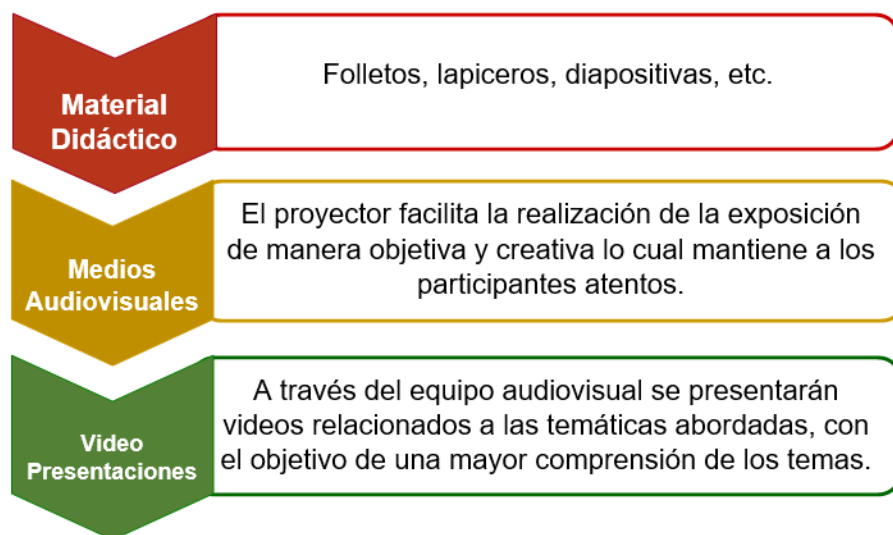 Material
Didáctico
Folletos, lapiceros, diapositivas, etc.
Medios
Audiovisuales
El proyector facilita la realización de la exposición
de manera objetiva y creativa lo cual mantiene a los
participantes atentos.
Video
Presentaciones
A través del equipo audiovisual se presentarán
videos relacionados a las temáticas abordadas, con
el objetivo de una mayor comprensión de los temas.